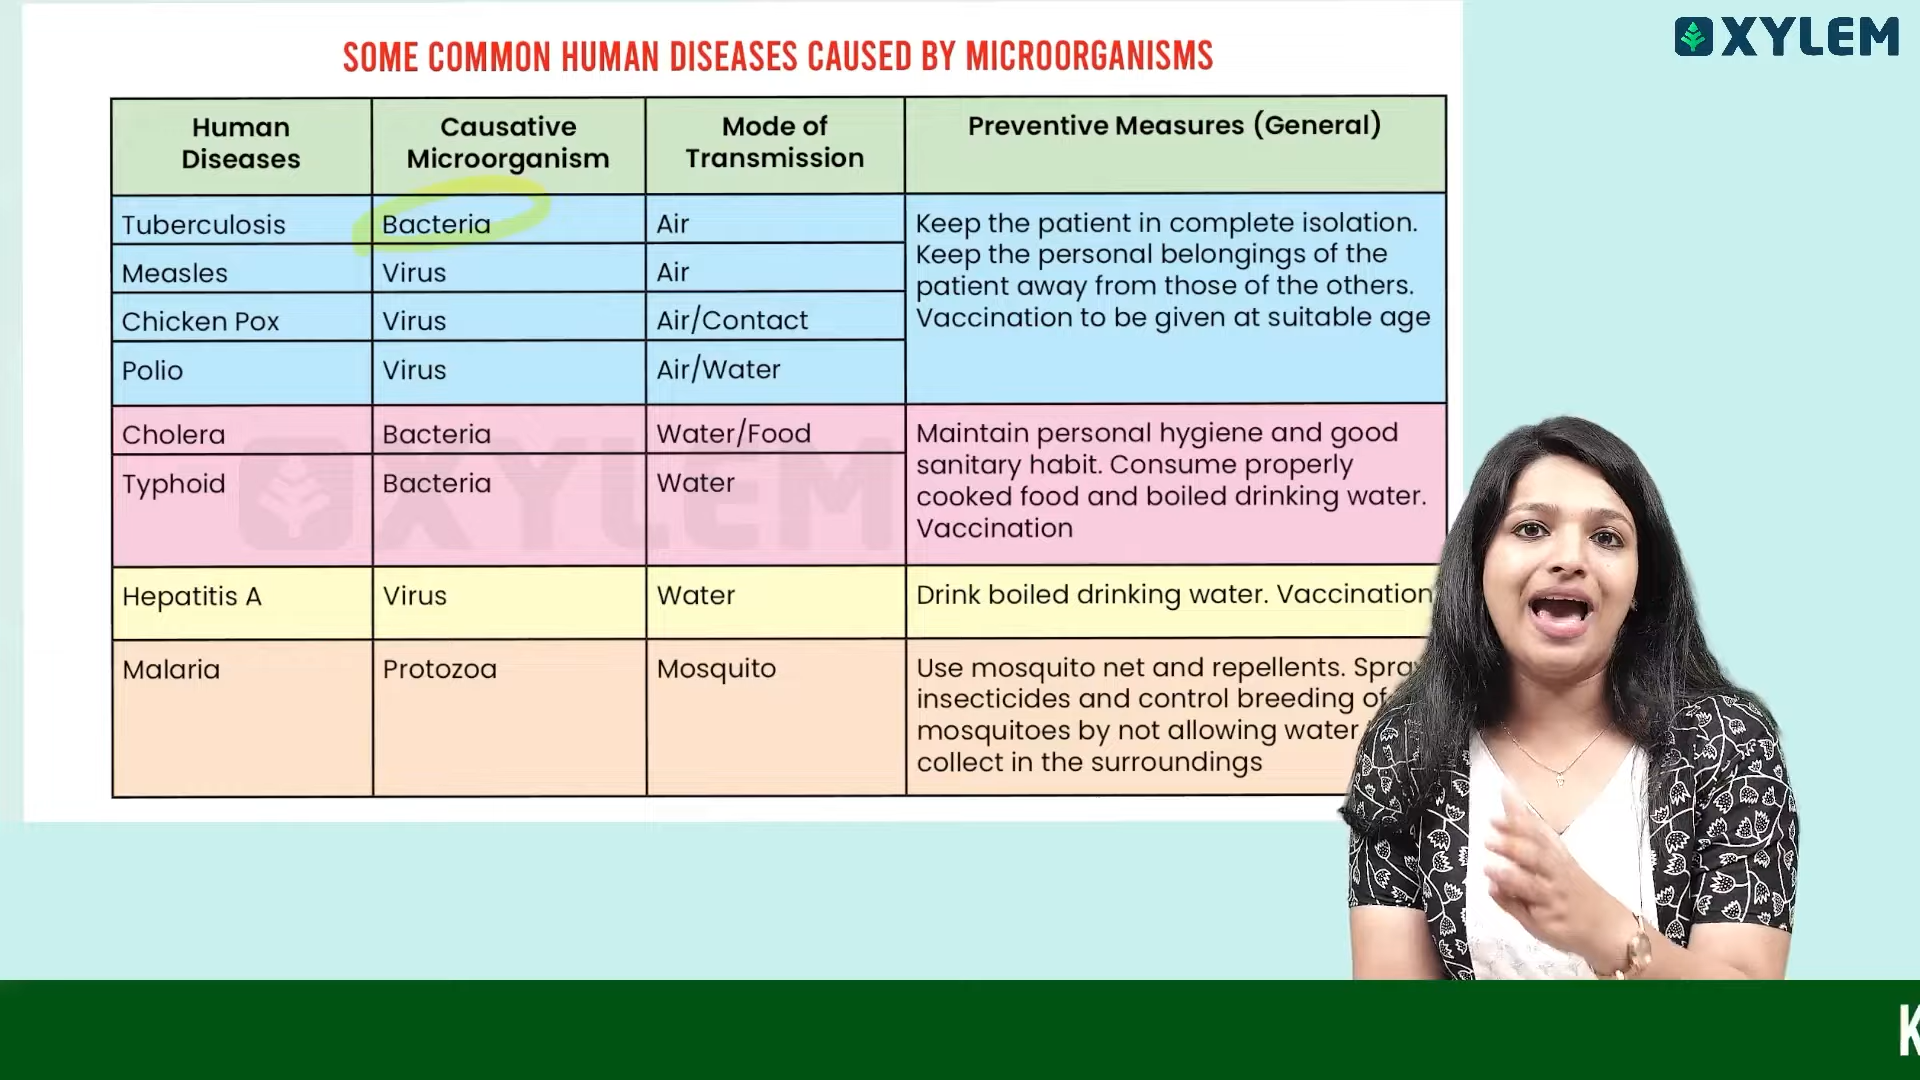 XYLEM
SOME COMMON HUMAN DISEASES CAUSED BY MICROORGANISMS
Human
Diseases
Causative
Microorganism
Mode of
Transmission
Preventive Measures (General)
Tuberculosis
Bacteria
Air
Measles
Virus
Air
Chicken Pox
Virus
Air/Contact
Polio
Virus
Air/Water
Keep the patient in complete isolation.
Keep the personal belongings of the
patient away from those of the others.
Vaccination to be given at suitable age
Cholera
Bacteria
Water/Food
Typhoid
Bacteria
Water
Maintain personal hygiene and good
sanitary habit. Consume properly
cooked food and boiled drinking water.
Vaccination
XYLEM
Hepatitis A
Virus
Water
Drink boiled drinking water. Vaccination
Malaria
Protozoa
Mosquito
Use mosquito net and repellents.
insecticides and control breeding of
mosquitoes by not allowing water
collect in the surroundings
K